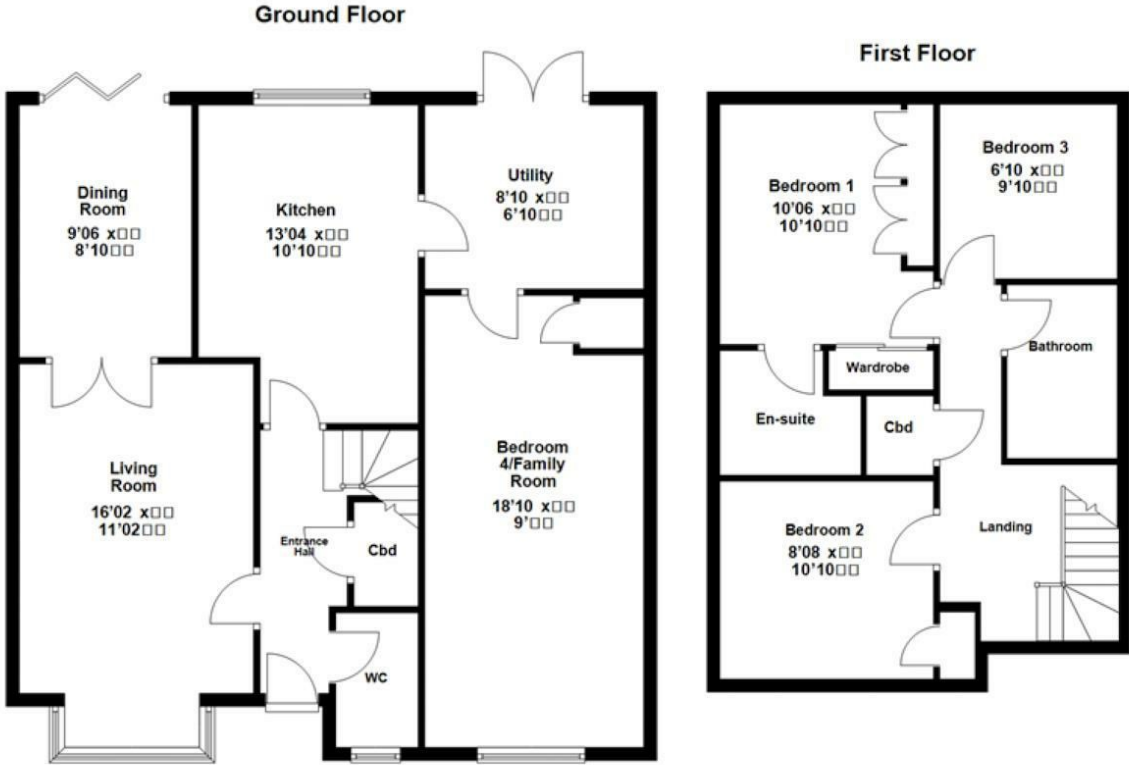 Ground Floor
Dining
Room
9'06 x□□
8'10□□
Kitchen
13'04 x□□
10'10□□
Utility
8'10 x□□
6'10□□
Living
Room
16'02 x□□
11'02□□
Entrance
Hall
Cbd
WC
Bedroom
4/Family
Room
18'10 x□□
9'□□
First Floor
Bedroom 1
10'06 x□□
10'10□□
Bedroom 3
6'10 x□□
9'10□□
Bathroom
Wardrobe
En-suite
Cbd
Bedroom 2
8'08 x□□
10'10□□
Landing